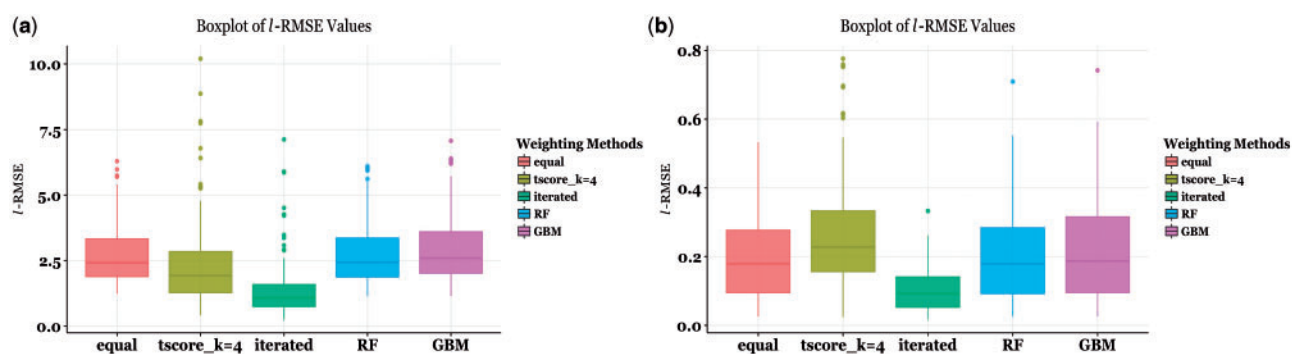 (a)
Boxplot of l-RMSE Values
l-RMSE
10.0
7.5
5.0
2.5
0.0
equal tscore_k=4 iterated RF GBM
Weighting Methods
equal
tscore_k=4
iterated
RF
GBM
(b)
Boxplot of l-RMSE Values
l-RMSE
0.8
0.6
0.4
0.2
0.0
equal tscore_k=4 iterated RF GBM
Weighting Methods
equal
tscore_k=4
iterated
RF
GBM